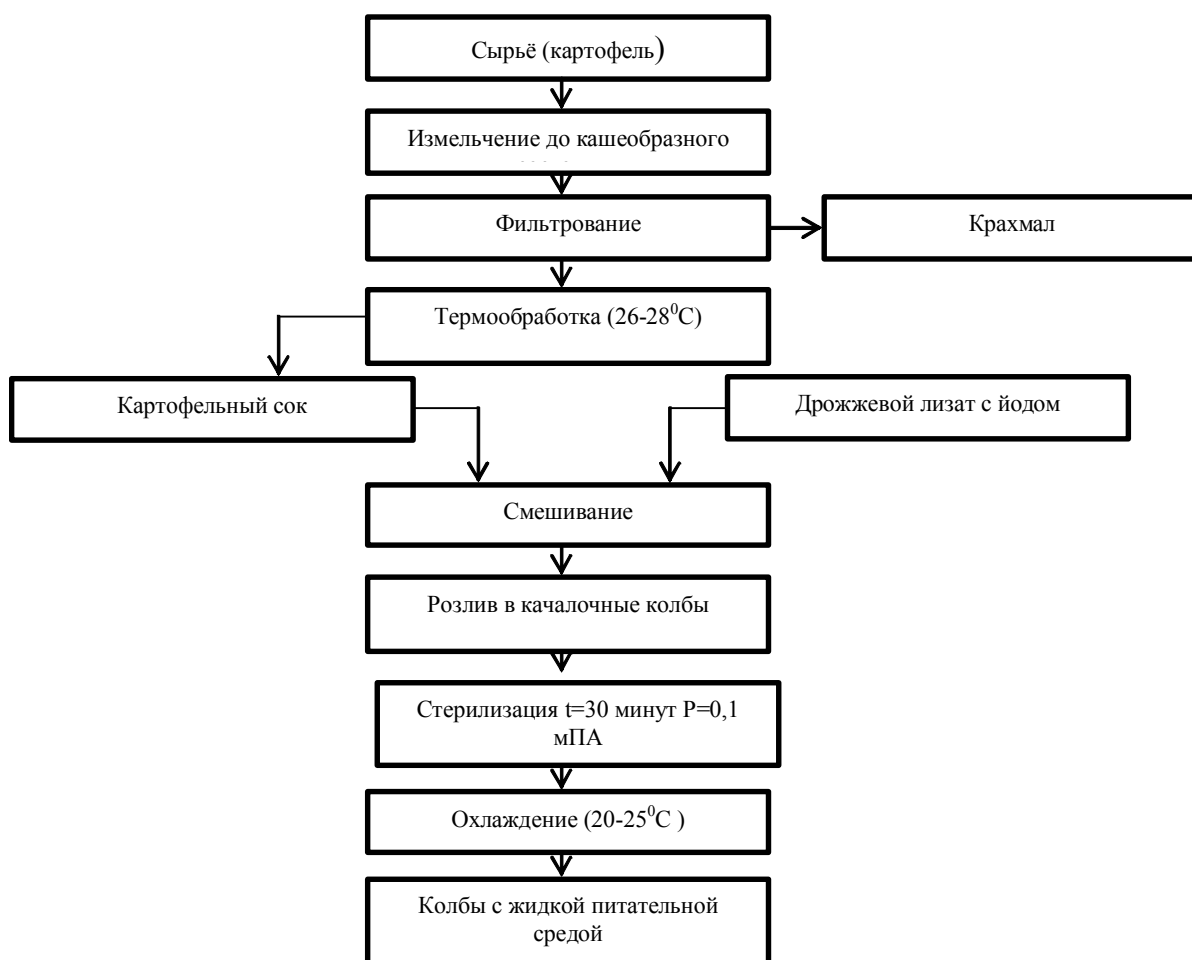 Сырьё (картофель)
Измельчение до кашеобразного
Фильтрование
Крахмал
Термообработка (26-28⁰С)
Картофельный сок
Дрожжевой лизат с йодом
Смешивание
Розлив в качалочные колбы
Стерилизация t=30 минут P=0,1
мПА
Охлаждение (20-25⁰С )
Колбы с жидкой питательной
средой